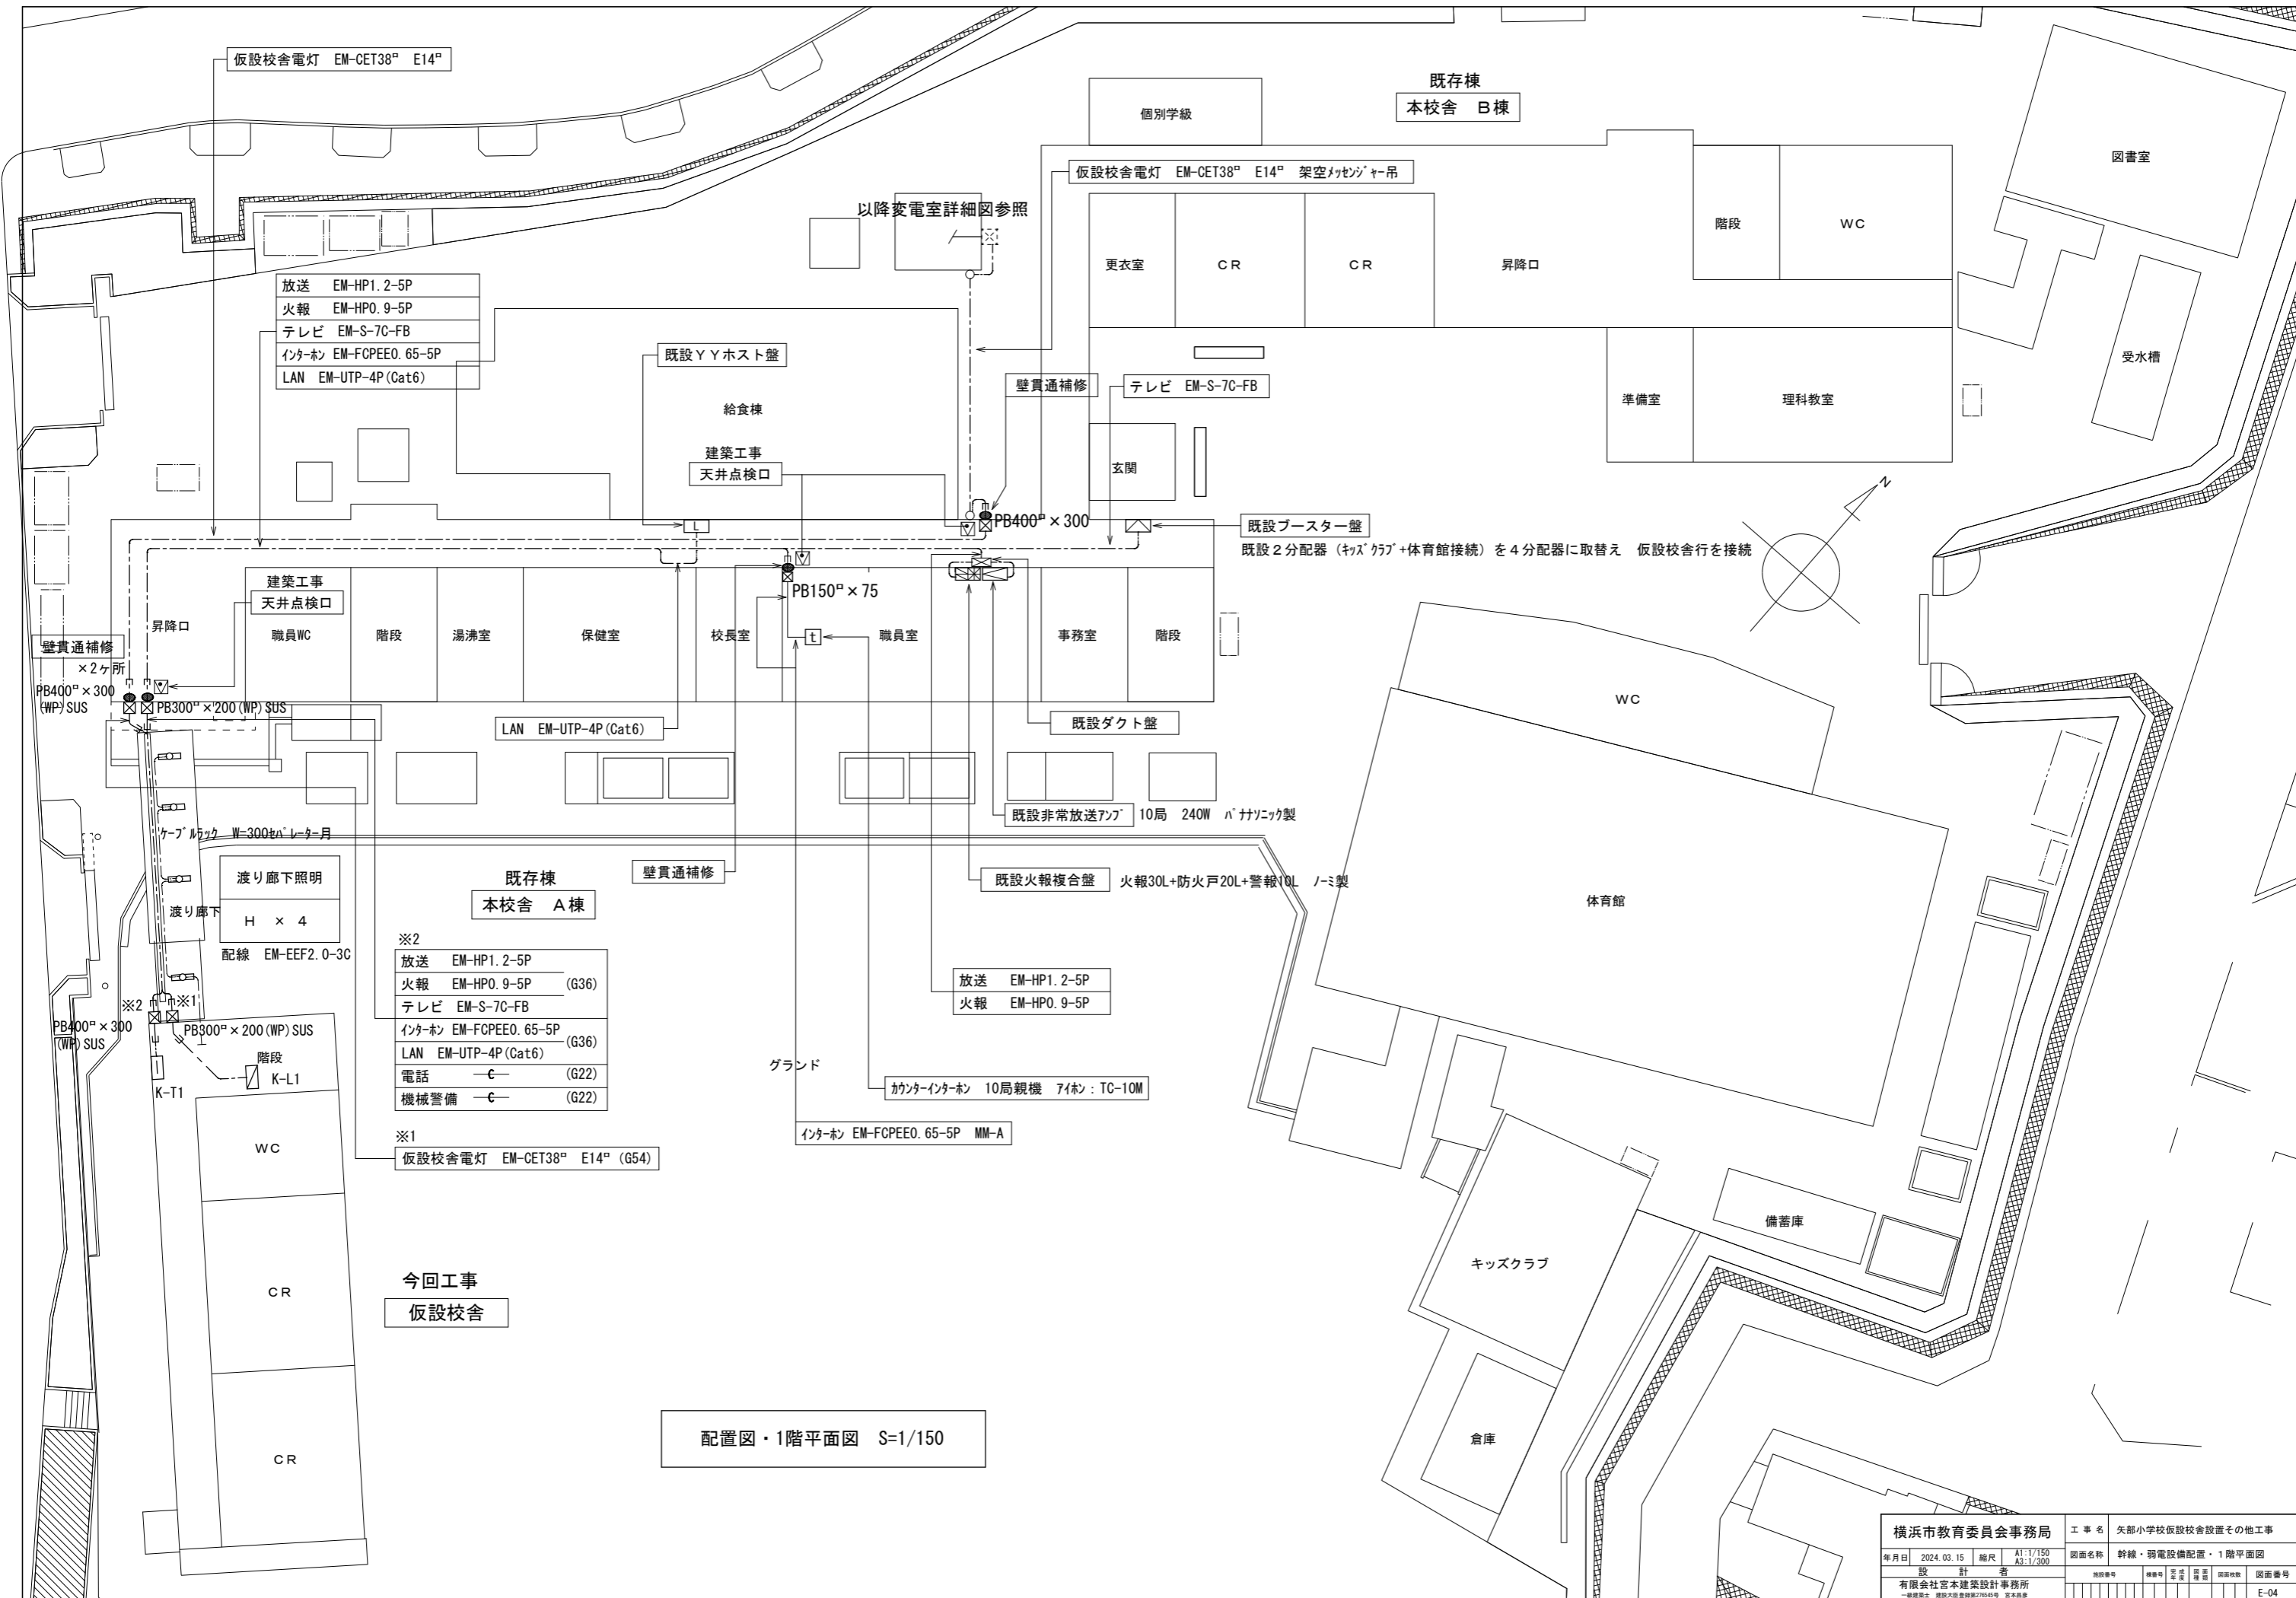 仮設校舎電灯 EM-CET38□ E14□
既存棟
本校舎 B棟
個別学級
仮設校舎電灯 EM-CET38□ E14□ 架空メッセンジャー吊
図書室
以降変電室詳細図参照
階段
WC
更衣室
CR
CR
昇降口
放送 EM-HP1.2-5P
火報 EM-HP0.9-5P
テレビ EM-S-7C-FB
インターホン EM-FCPEE0.65-5P
LAN EM-UTP-4P(Cat6)
既設YYホスト盤
受水槽
壁貫通補修
テレビ EM-S-7C-FB
給食棟
準備室
理科教室
建築工事
天井点検口
玄関
N
PB400□×300
既設ブースター盤
既設2分配器(キッズクラブ+体育館接続)を4分配器に取替え 仮設校舎行を接続
L
建築工事
天井点検口
PB150□×75
昇降口
職員WC
階段
湯沸室
保健室
校長室
t
職員室
事務室
階段
壁貫通補修
×2ヶ所
PB400□×300
(WP)SUS
PB300□×200(WP)SUS
LAN EM-UTP-4P(Cat6)
既設ダクト盤
WC
既設非常放送アンプ 10局 240W パナソニック製
ケーブルラック W=300セパレーター月
渡り廊下照明
H × 4
配線 EM-EEF2.0-3C
渡り廊下
既存棟
本校舎 A棟
壁貫通補修
既設火報複合盤 火報30L+防火戸20L+警報10L ノーミ製
体育館
※2
放送 EM-HP1.2-5P
火報 EM-HP0.9-5P (G36)
テレビ EM-S-7C-FB
インターホン EM-FCPEE0.65-5P
LAN EM-UTP-4P(Cat6) (G36)
電話 C (G22)
機械警備 C (G22)
放送 EM-HP1.2-5P
火報 EM-HP0.9-5P
※2
※1
PB400□×300
(WP)SUS
PB300□×200(WP)SUS
階段
K-L1
K-T1
グランド
カウンターインターホン 10局親機 アイホン:TC-10M
インターホン EM-FCPEE0.65-5P MM-A
※1
仮設校舎電灯 EM-CET38□ E14□ (G54)
WC
CR
CR
今回工事
仮設校舎
備蓄庫
キッズクラブ
倉庫
配置図・1階平面図 S=1/150
横浜市教育委員会事務局
工事名 矢部小学校仮設校舎設置その他工事
年月日 2024.03.15 縮尺 A1:1/150
A3:1/300
図面名称 幹線・弱電設備配置・1階平面図
設計者
有限会社宮本建築設計事務所
施設番号 棟番号 完成年度 図面種類 図面枚数 図面番号
E-04